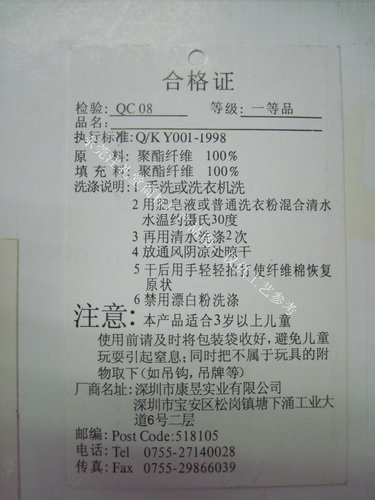 合格证
检验: QC 08 等级: 一等品
品名:
执行标准: Q/K Y001-1998
原 料: 聚酯纤维 100%
填 充 料: 聚酯纤维 100%
洗涤说明: 1 手洗或洗衣机洗
2 用肥皂液或普通洗衣粉混合清水
水温约摄氏30度
3 再用清水洗涤2次
4 放通风阴凉处晾干
5 干后用手轻轻拍打使纤维棉恢复
原状
6 禁用漂白粉洗涤
注意: 本产品适合3岁以上儿童
使用前请及时将包装袋收好，避免儿童
玩耍引起窒息; 同时把不属于玩具的附
物取下(如吊钩，吊牌等)
厂商名址: 深圳市康昱实业有限公司
深圳市宝安区松岗镇塘下涌工业大
道6号二层
邮编: Post Code: 518105
电话: Tel 0755-27140028
传真: Fax 0755-29866039